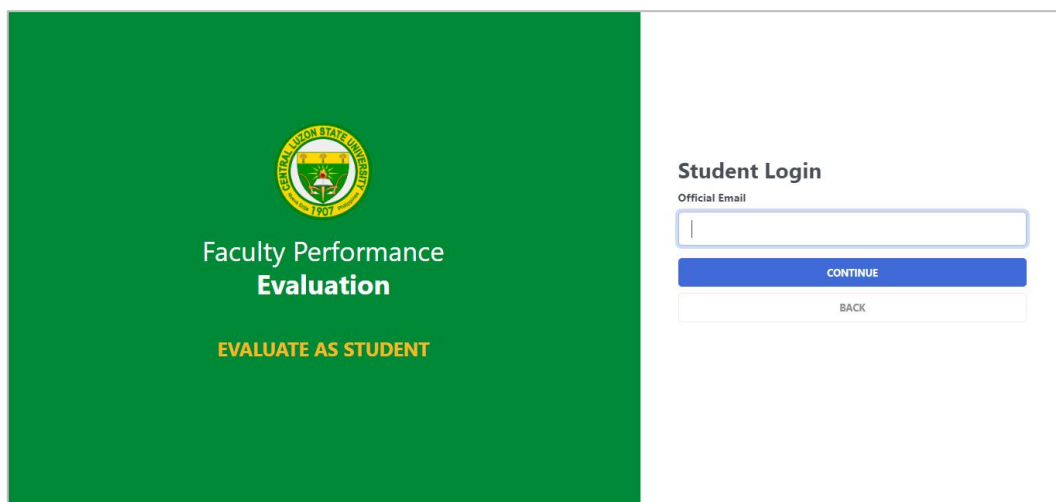 CENTRAL LUZON STATE UNIVERSITY
1907
Faculty Performance
Evaluation
EVALUATE AS STUDENT
Student Login
Official Email
CONTINUE
BACK